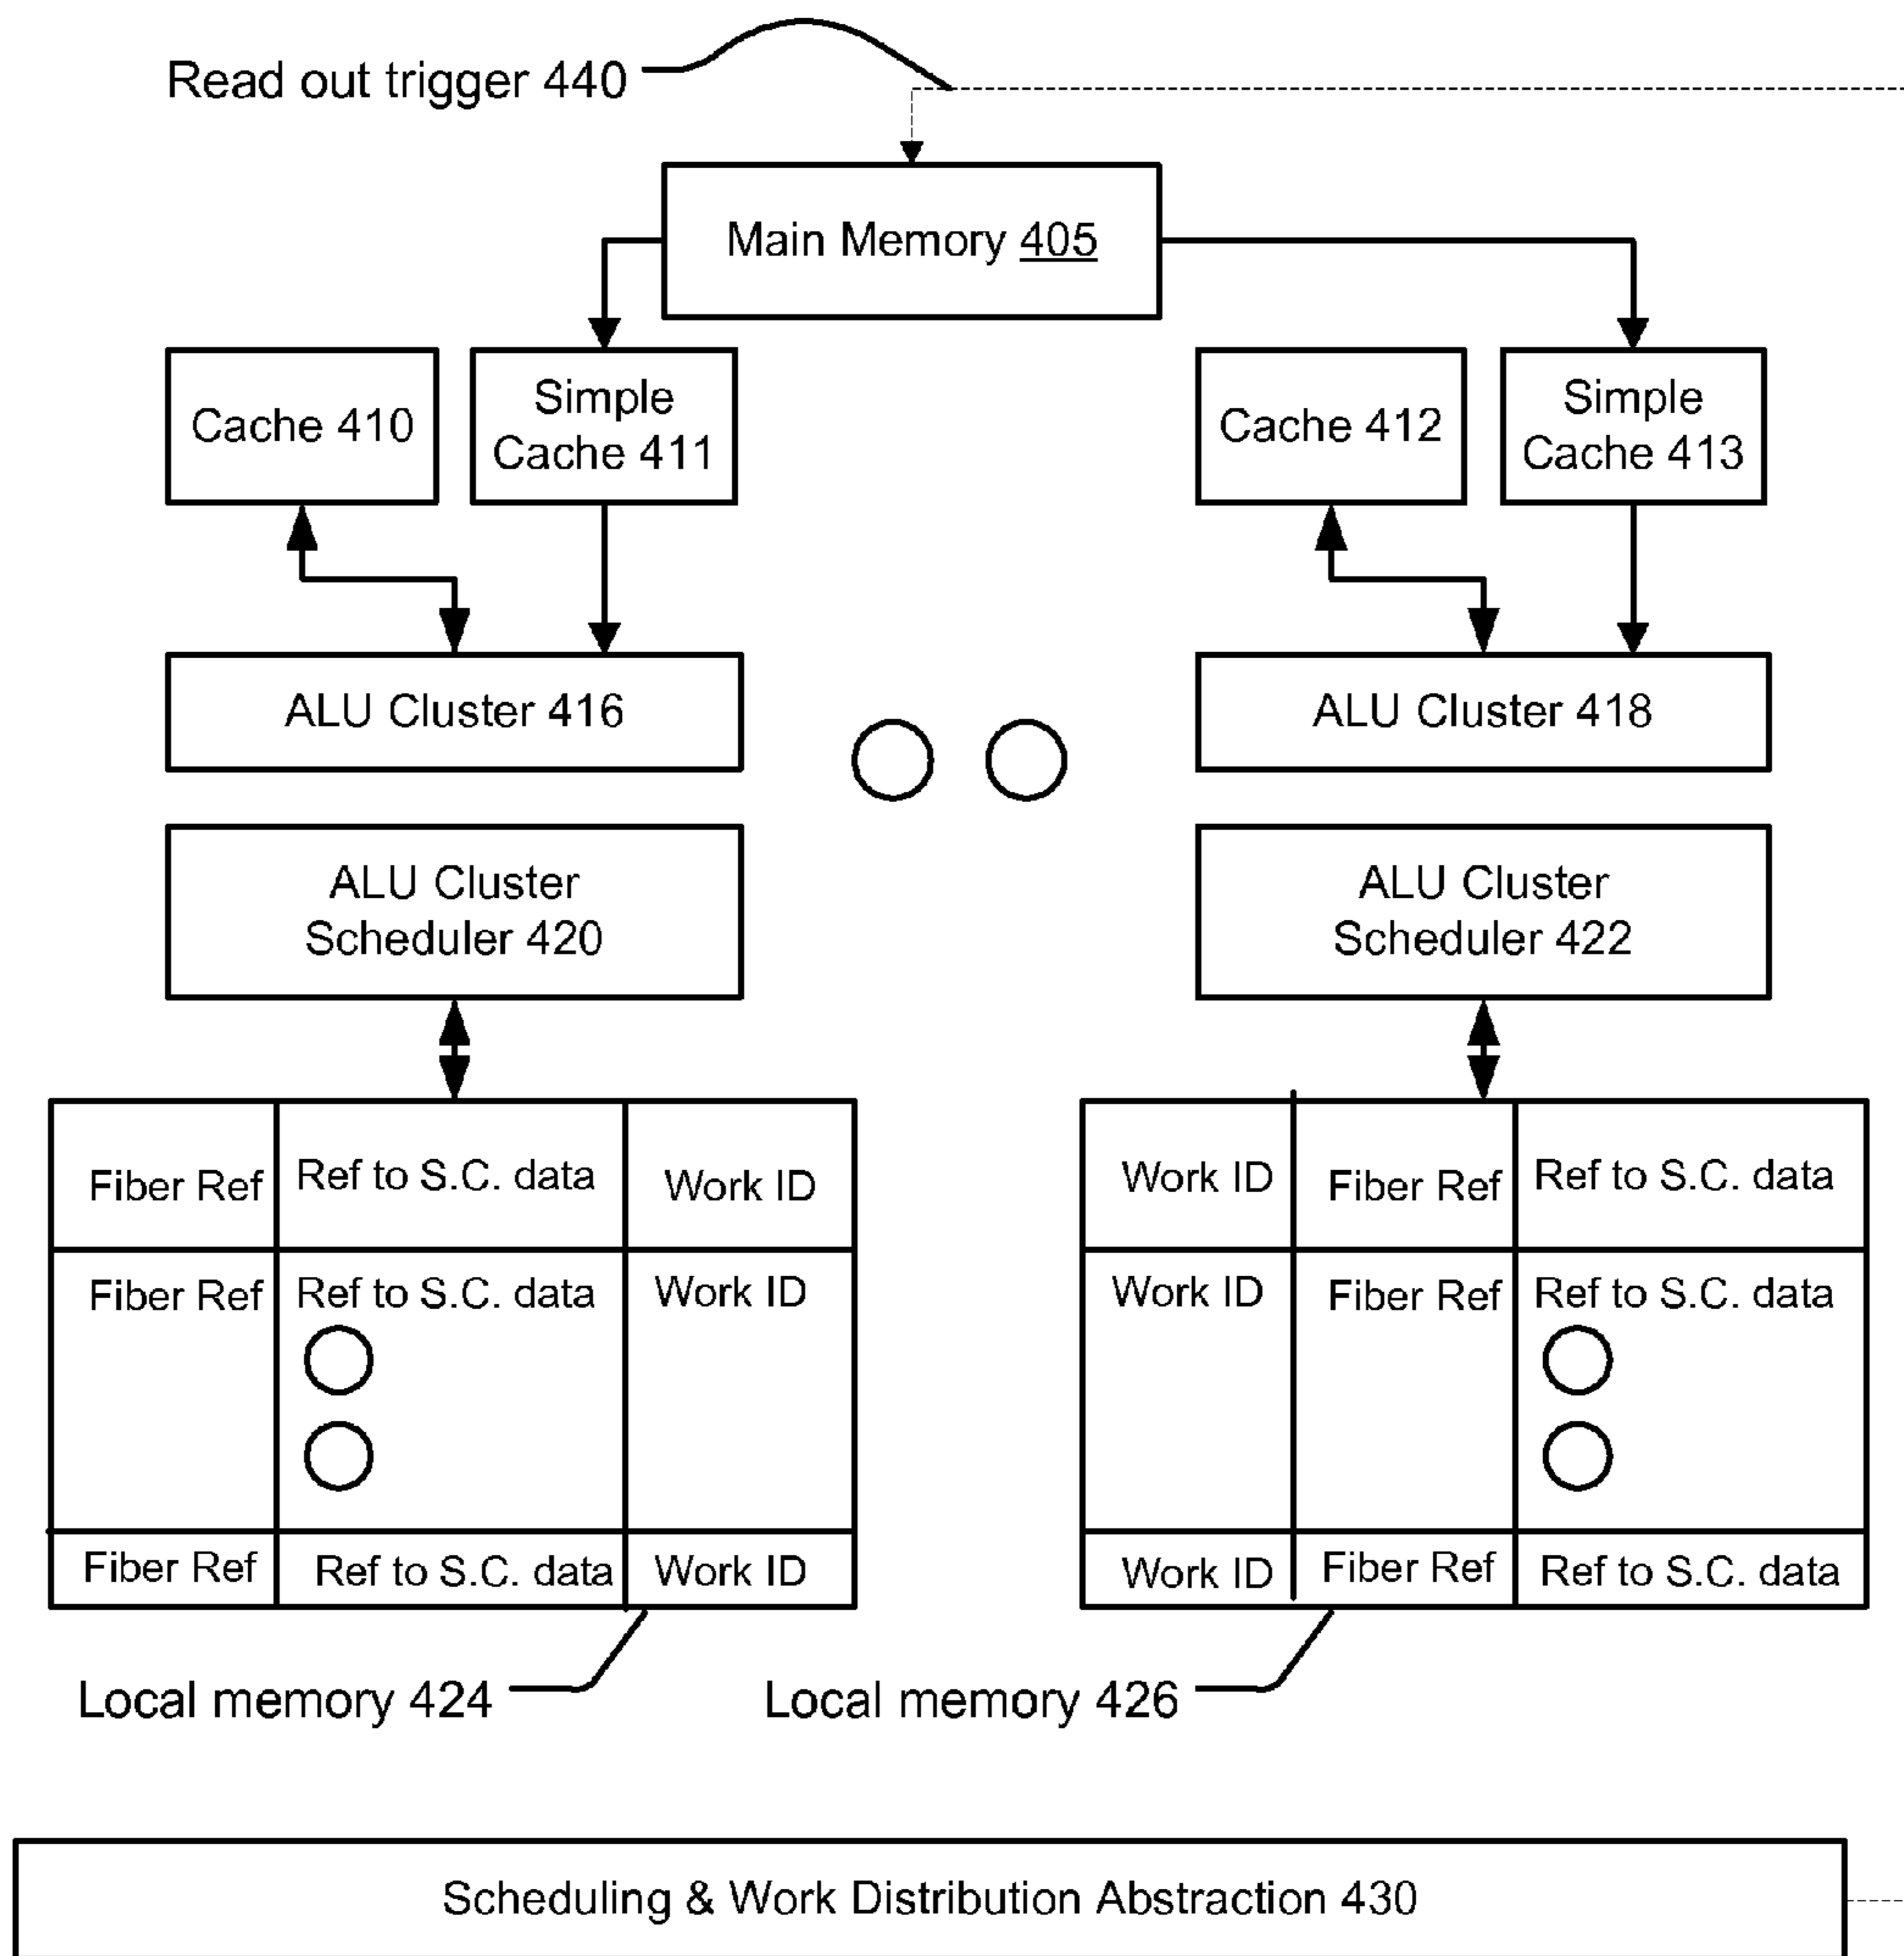 Read out trigger 440
Main Memory 405
Cache 410
Simple
Cache 411
Cache 412
Simple
Cache 413
ALU Cluster 416
ALU Cluster 418
ALU Cluster
Scheduler 420
ALU Cluster
Scheduler 422
Fiber Ref
Ref to S.C. data
Work ID
Fiber Ref
Ref to S.C. data
Work ID
Fiber Ref
Ref to S.C. data
Work ID
Work ID
Fiber Ref
Ref to S.C. data
Work ID
Fiber Ref
Ref to S.C. data
Work ID
Fiber Ref
Ref to S.C. data
Local memory 424
Local memory 426
Scheduling & Work Distribution Abstraction 430